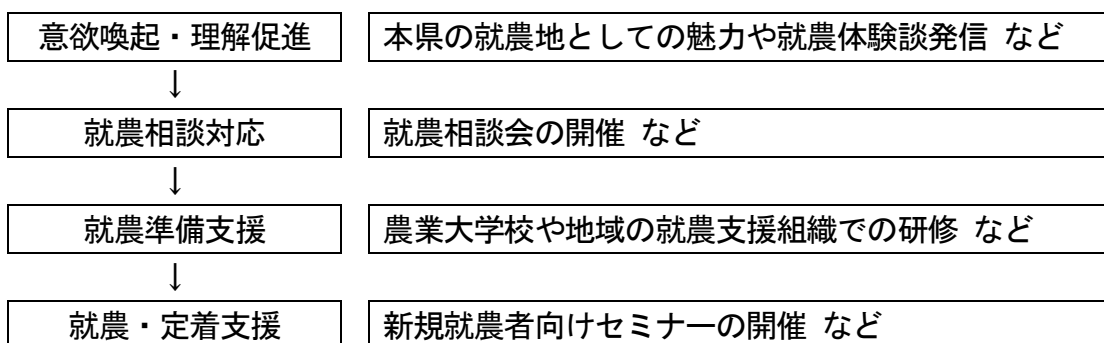 意欲喚起・理解促進 本県の就農地としての魅力や就農体験談発信 など
↓
就農相談対応 就農相談会の開催 など
↓
就農準備支援 農業大学校や地域の就農支援組織での研修 など
↓
就農・定着支援 新規就農者向けセミナーの開催 など